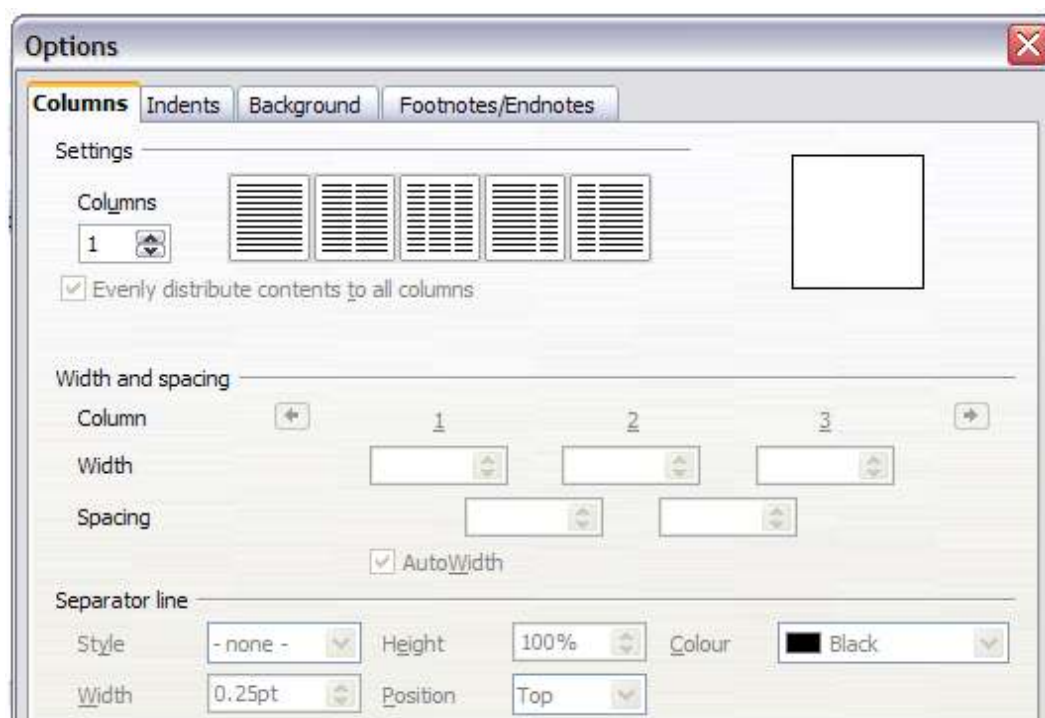 Options
Columns Indents Background Footnotes/Endnotes
Settings
Columns
1
Evenly distribute contents to all columns
Width and spacing
Column 1 2 3
Width
Spacing
AutoWidth
Separator line
Style - none - Height 100% Colour Black
Width 0.25pt Position Top